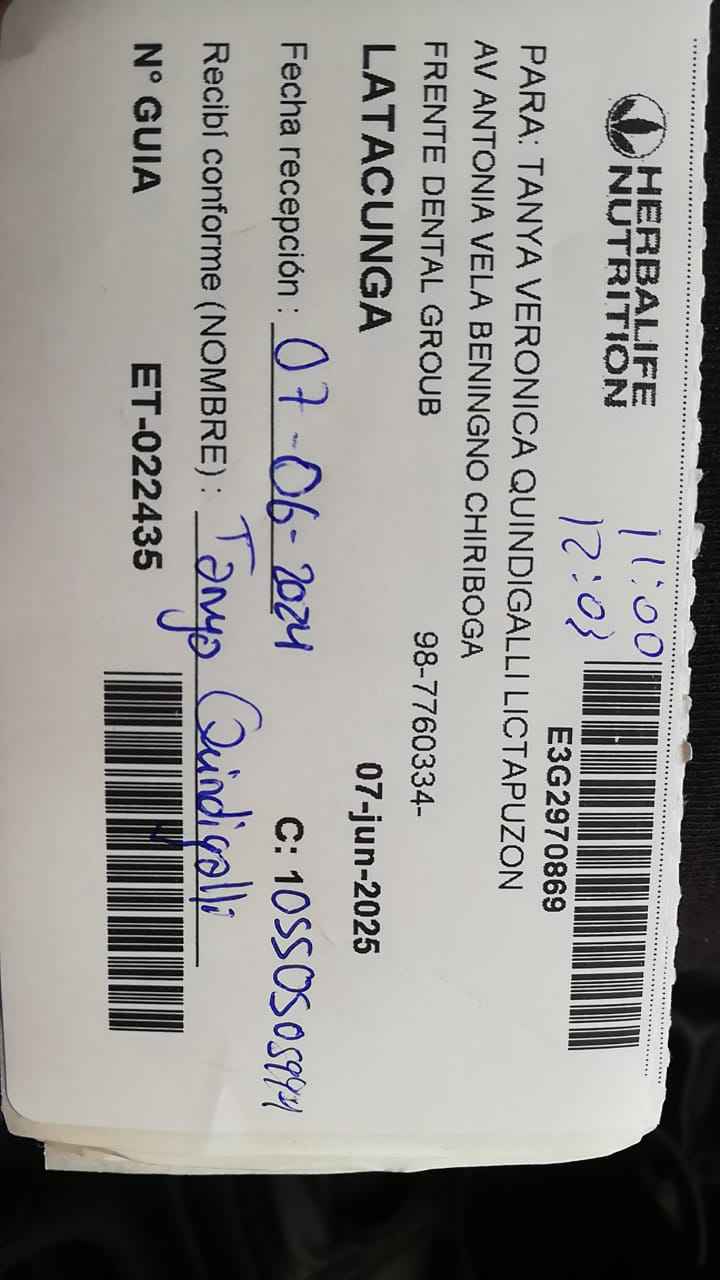 HERBALIFE
NUTRITION
11:00
12:03
E3G2970869
PARA: TANYA VERONICA QUINDIGALLI LICTAPUZON
AV ANTONIA VELA BENINGNO CHIRIBOGA
FRENTE DENTAL GROUB 98-7760334-
LATACUNGA 07-jun-2025
Fecha recepción : 07-06-2024 C: 1
Recibí conforme (NOMBRE) : Tanya Quindigalli
N° GUIA ET-022435